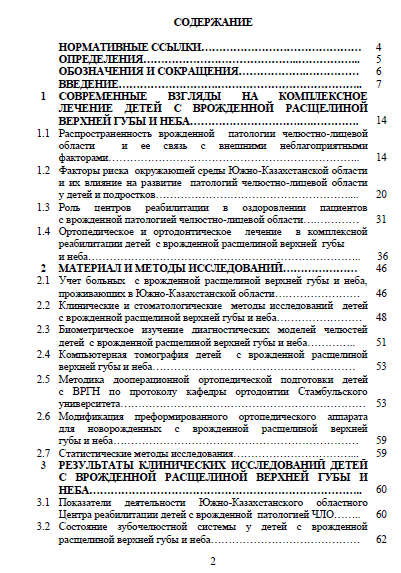 СОДЕРЖАНИЕ
НОРМАТИВНЫЕ ССЫЛКИ………………………………………… 4
ОПРЕДЕЛЕНИЯ……………………………………………………….. 5
ОБОЗНАЧЕНИЯ И СОКРАЩЕНИЯ………………………………… 6
ВВЕДЕНИЕ……………………………………………………………… 7
1 СОВРЕМЕННЫЕ ВЗГЛЯДЫ НА КОМПЛЕКСНОЕ
ЛЕЧЕНИЕ ДЕТЕЙ С ВРОЖДЕННОЙ РАСЩЕЛИНОЙ
ВЕРХНЕЙ ГУБЫ И НЕБА……………………………………………. 14
1.1 Распространенность врожденной патологии челюстно-лицевой
области и ее связь с внешними неблагоприятными
факторами………………………………………………………….. 14
1.2 Факторы риска окружающей среды Южно-Казахстанской области
и их влияние на развитие патологий челюстно-лицевой области
у детей и подростков……………………………………………….... 20
1.3 Роль центров реабилитации в оздоровлении пациентов
с врожденной патологией челюстно-лицевой области…………… 31
1.4 Ортопедическое и ортодонтическое лечение в комплексной
реабилитации детей с врожденной расщелиной верхней губы
и неба………………………………………………………………….. 36
2 МАТЕРИАЛ И МЕТОДЫ ИССЛЕДОВАНИЙ………………… 46
2.1 Учет больных с врожденной расщелиной верхней губы и неба,
проживающих в Южно-Казахстанской области…………………… 46
2.2 Клинические и стоматологические методы исследований детей
с врожденной расщелиной верхней губы и неба…………………… 48
2.3 Биометрическое изучение диагностических моделей челюстей
детей с врожденной расщелиной верхней губы и неба………….. 51
2.4 Компьютерная томография детей с врожденной расщелиной
верхней губы и неба…………………………………………………… 53
2.5 Методика дооперационной ортопедической подготовки детей
с ВРГН по протоколу кафедры ортодонтии Стамбульского
университета…………………………………………………………… 53
2.6 Модификация преформированного ортопедического аппарата
для новорожденных с врожденной расщелиной верхней
губы и неба……………………………………………………………… 59
2.7 Статистические методы исследования……………………………... 59
3 РЕЗУЛЬТАТЫ КЛИНИЧЕСКИХ ИССЛЕДОВАНИЙ ДЕТЕЙ
С ВРОЖДЕННОЙ РАСЩЕЛИНОЙ ВЕРХНЕЙ ГУБЫ И
НЕБА…………………………………………………………………….. 60
3.1 Показатели деятельности Южно-Казахстанского областного
Центра реабилитации детей с врожденной патологией ЧЛО…….. 60
3.2 Состояние зубочелюстной системы у детей с врожденной
расщелиной верхней губы и неба…………………………………… 62
2